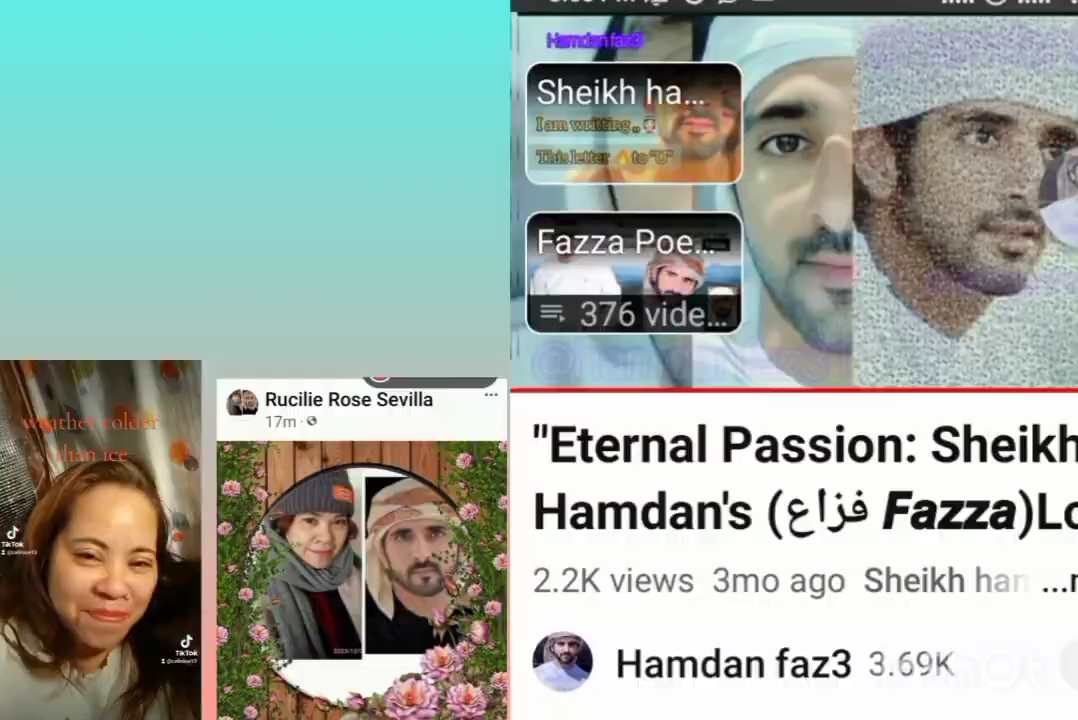 Hamdan faz3
Sheikh ha...
I am writting,,
This letter 🔥to "U"
Fazza Poe...
376 vide...
"Eternal Passion: Sheikh
Hamdan's (فزاع Fazza)Lo
2.2K views 3mo ago Sheikh ham ...m
Hamdan faz3 3.69K
Rucilie Rose Sevilla
17m
weather colder
than ice
TikTok
TikTok